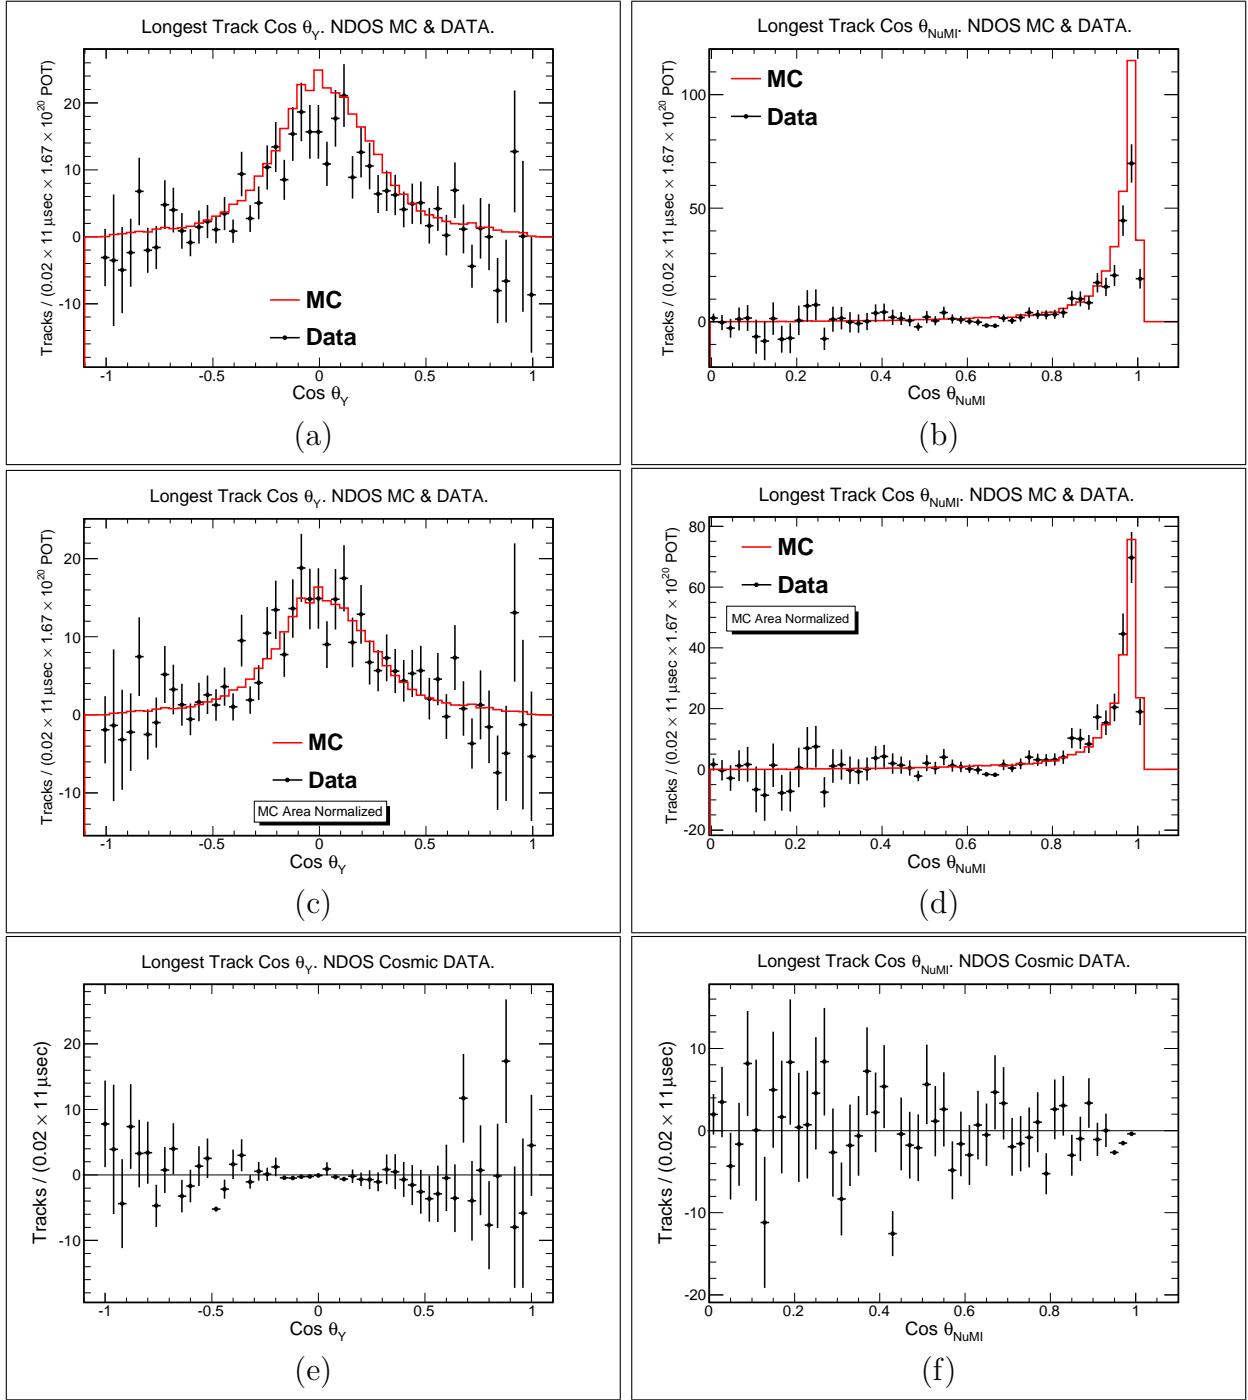 Longest Track Cos θY. NDOS MC & DATA.
Tracks / (0.02 × 11 μsec × 1.67 × 10^20 POT)
20
10
0
-10
MC
Data
-1 -0.5 0 0.5 1
Cos θY
(a)
Longest Track Cos θNuMI. NDOS MC & DATA.
Tracks / (0.02 × 11 μsec × 1.67 × 10^20 POT)
100
50
0
MC
Data
0 0.2 0.4 0.6 0.8 1
Cos θNuMI
(b)
Longest Track Cos θY. NDOS MC & DATA.
Tracks / (0.02 × 11 μsec × 1.67 × 10^20 POT)
20
10
0
-10
MC
Data
MC Area Normalized
-1 -0.5 0 0.5 1
Cos θY
(c)
Longest Track Cos θNuMI. NDOS MC & DATA.
Tracks / (0.02 × 11 μsec × 1.67 × 10^20 POT)
80
60
40
20
0
-20
MC
Data
MC Area Normalized
0 0.2 0.4 0.6 0.8 1
Cos θNuMI
(d)
Longest Track Cos θY. NDOS Cosmic DATA.
Tracks / (0.02 × 11μsec)
20
10
0
-10
-1 -0.5 0 0.5 1
Cos θY
(e)
Longest Track Cos θNuMI. NDOS Cosmic DATA.
Tracks / (0.02 × 11μsec)
10
0
-10
-20
0 0.2 0.4 0.6 0.8 1
Cos θNuMI
(f)